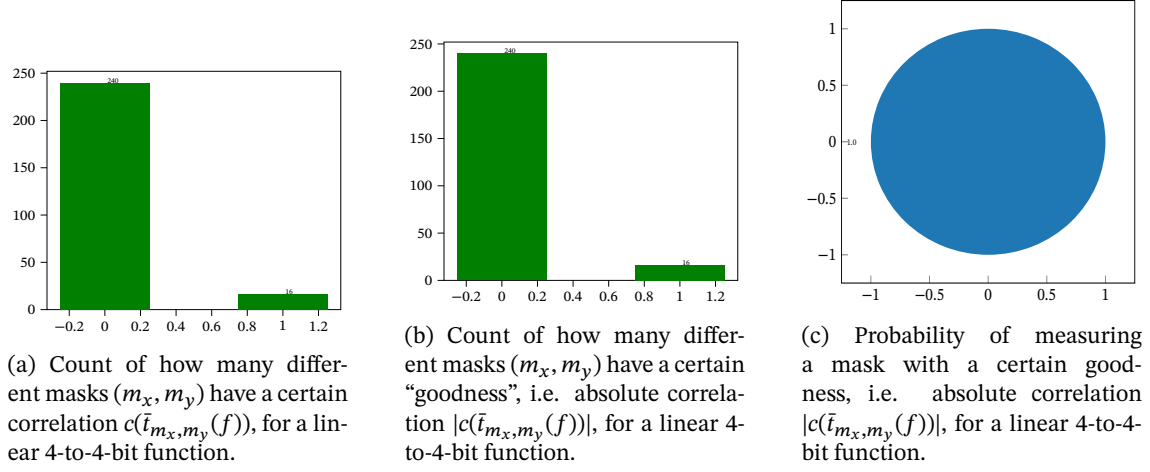 250
200
150
100
50
0
240
16
−0.2 0 0.2 0.4 0.6 0.8 1 1.2
(a) Count of how many differ-
ent masks (m_x, m_y) have a certain
correlation c(t̄_{m_x,m_y}(f)), for a lin-
ear 4-to-4-bit function.
250
200
150
100
50
0
240
16
−0.2 0 0.2 0.4 0.6 0.8 1 1.2
(b) Count of how many differ-
ent masks (m_x, m_y) have a certain
“goodness”, i.e. absolute correla-
tion |c(t̄_{m_x,m_y}(f))|, for a linear 4-
to-4-bit function.
1
0.5
0
−0.5
−1
1.0
−1 −0.5 0 0.5 1
(c) Probability of measuring
a mask with a certain good-
ness, i.e. absolute correlation
|c(t̄_{m_x,m_y}(f))|, for a linear 4-to-4-
bit function.